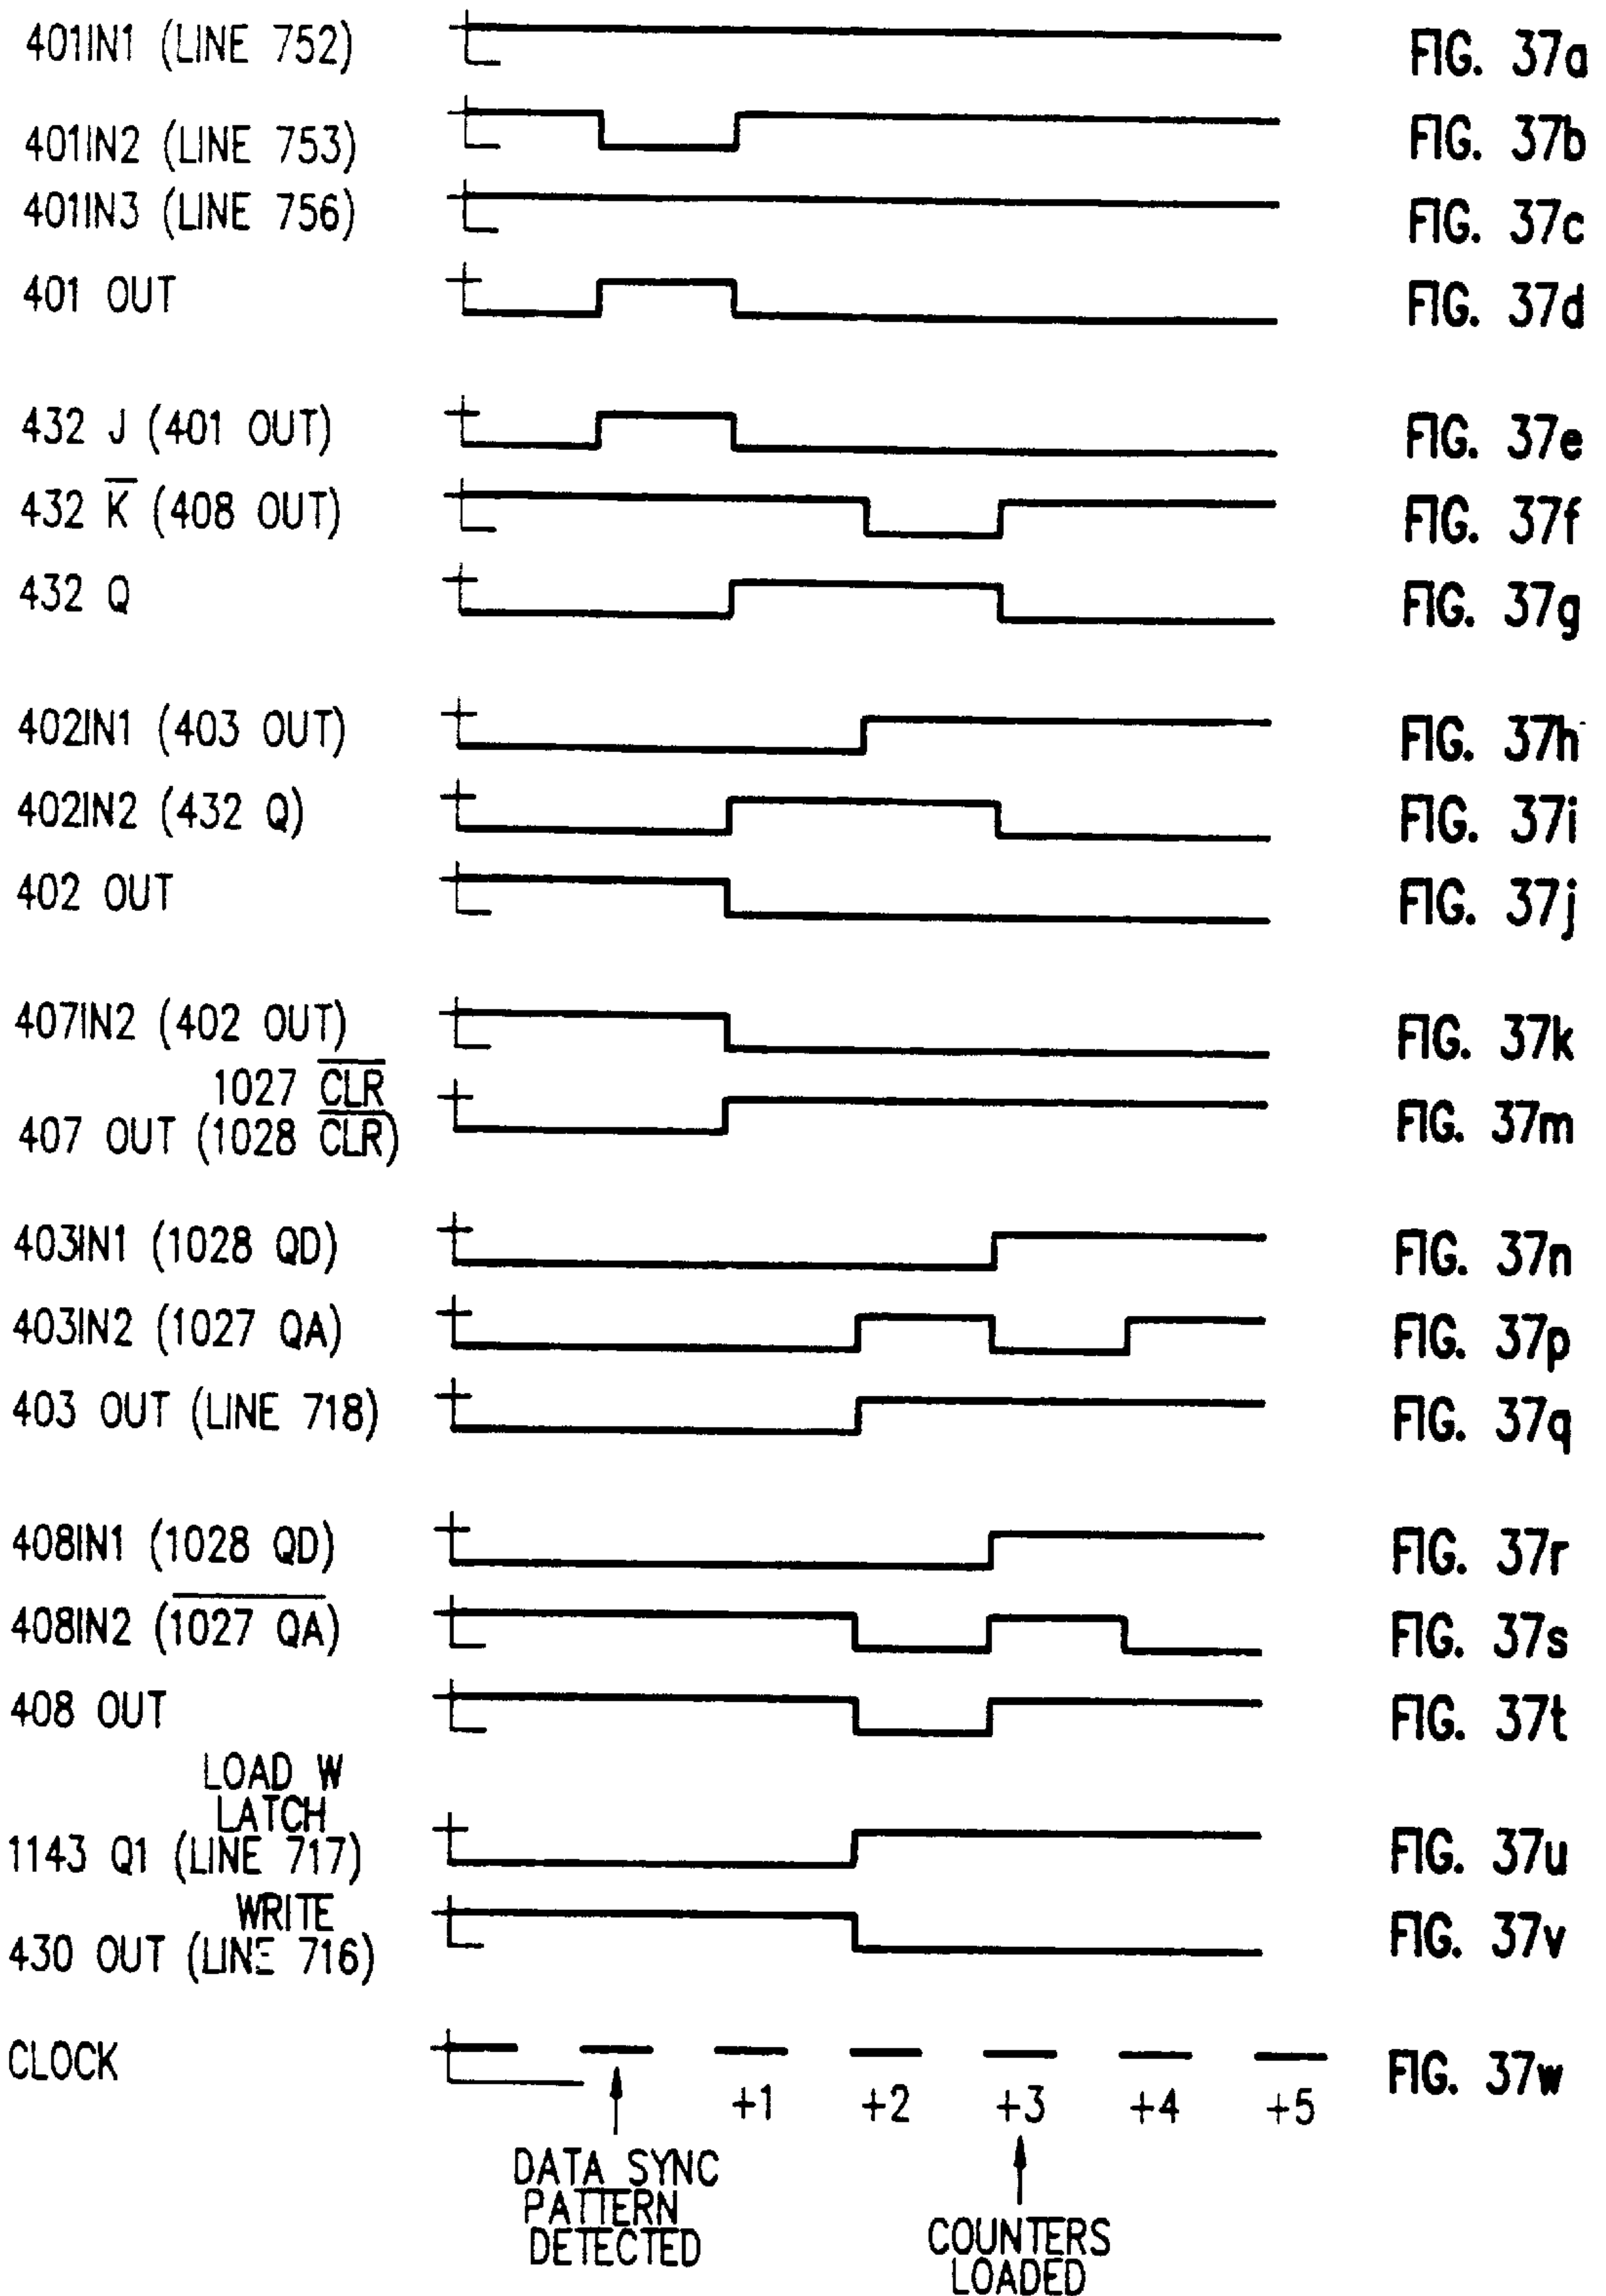 401IN1 (LINE 752) FIG. 37a
401IN2 (LINE 753) FIG. 37b
401IN3 (LINE 756) FIG. 37c
401 OUT FIG. 37d
432 J (401 OUT) FIG. 37e
432 K̅ (408 OUT) FIG. 37f
432 Q FIG. 37g
402IN1 (403 OUT) FIG. 37h
402IN2 (432 Q) FIG. 37i
402 OUT FIG. 37j
407IN2 (402 OUT) FIG. 37k
1027 C̅L̅R̅
407 OUT (1028 C̅L̅R̅) FIG. 37m
403IN1 (1028 QD) FIG. 37n
403IN2 (1027 QA) FIG. 37p
403 OUT (LINE 718) FIG. 37q
408IN1 (1028 QD) FIG. 37r
408IN2 (1̅0̅2̅7̅ ̅Q̅A̅) FIG. 37s
408 OUT FIG. 37t
LOAD W
LATCH
1143 Q1 (LINE 717) FIG. 37u
WRITE
430 OUT (LINE 716) FIG. 37v
CLOCK FIG. 37w
+1 +2 +3 +4 +5
DATA SYNC
PATTERN
DETECTED
COUNTERS
LOADED